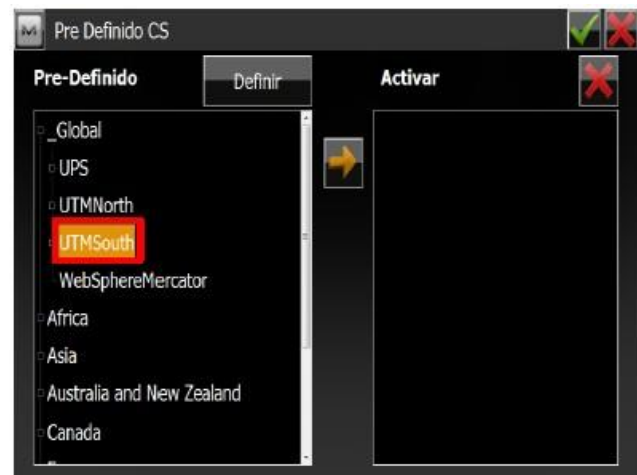 Pre Definido CS
Pre-Definido Definir Activar
_Global
UPS
UTMNorth
UTMSouth
WebSphereMercator
Africa
Asia
Australia and New Zealand
Canada